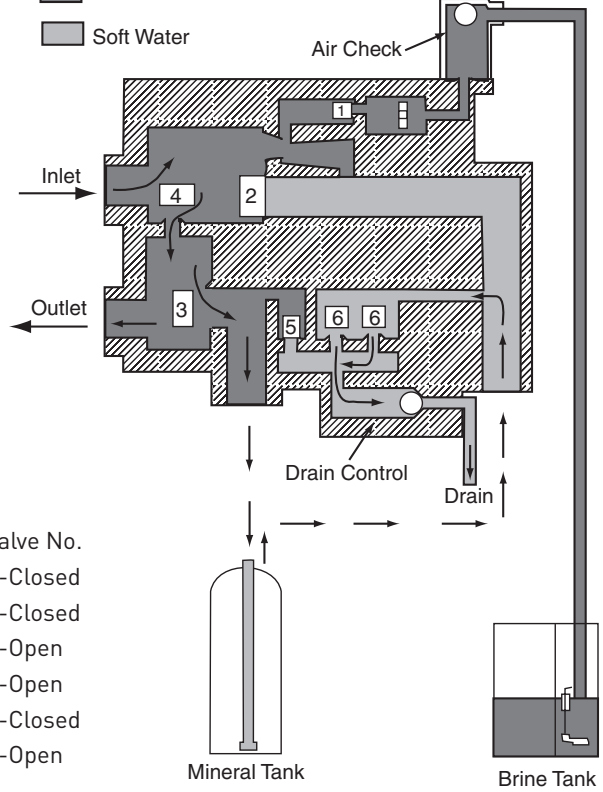 Soft Water
Air Check
1
Inlet
4
2
Outlet
3
5
6
6
Drain Control
Drain
alve No.
-Closed
-Closed
-Open
-Open
-Closed
-Open
Mineral Tank
Brine Tank